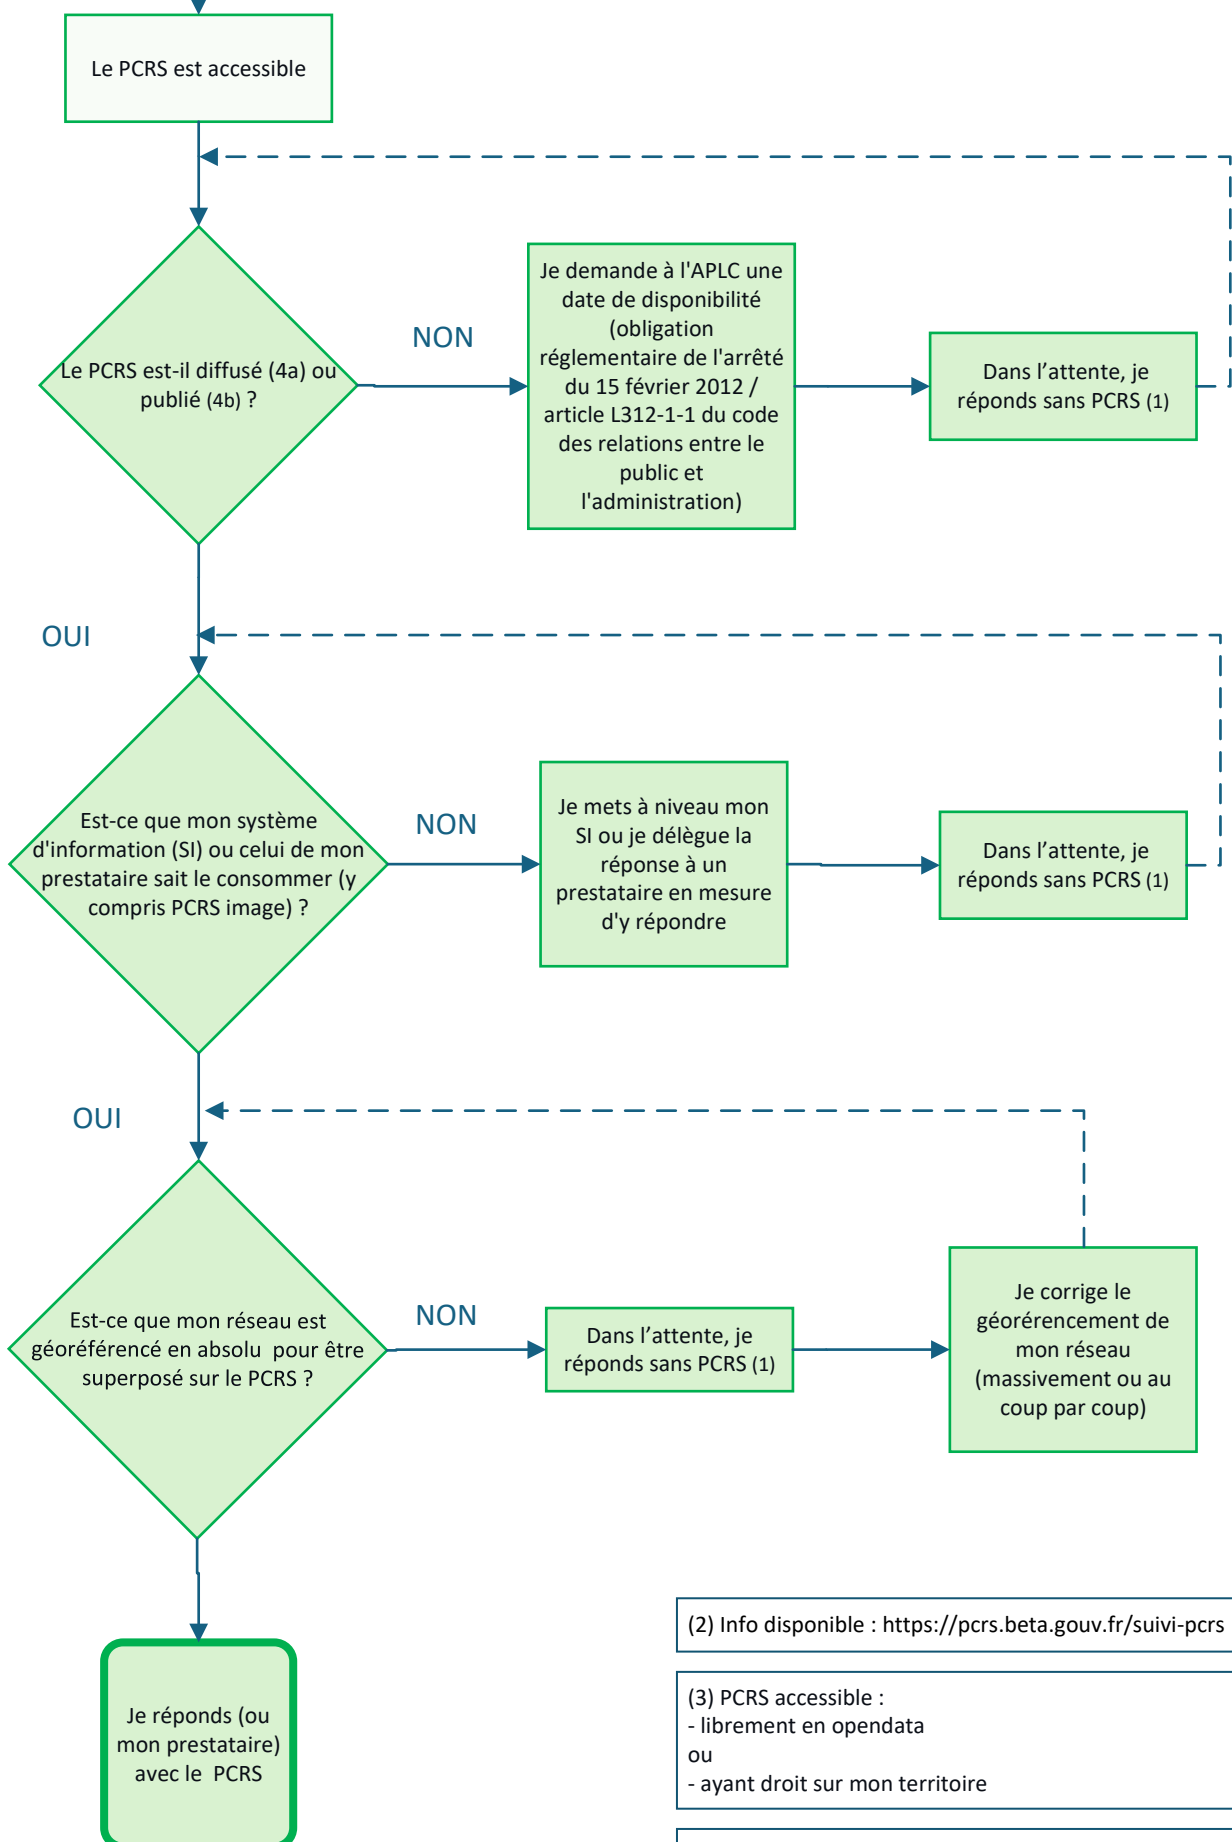 Le PCRS est accessible
Le PCRS est-il diffusé (4a) ou
publié (4b) ?
NON
Je demande à l'APLC une
date de disponibilité
(obligation
réglementaire de l'arrêté
du 15 février 2012 /
article L312-1-1 du code
des relations entre le
public et
l'administration)
Dans l'attente, je
réponds sans PCRS (1)
OUI
Est-ce que mon système
d'information (SI) ou celui de mon
prestataire sait le consommer (y
compris PCRS image) ?
NON
Je mets à niveau mon
SI ou je délègue la
réponse à un
prestataire en mesure
d'y répondre
Dans l'attente, je
réponds sans PCRS (1)
OUI
Est-ce que mon réseau est
géoréférencé en absolu  pour être
superposé sur le PCRS ?
NON
Dans l'attente, je
réponds sans PCRS (1)
Je corrige le
géorérencement de
mon réseau
(massivement ou au
coup par coup)
Je réponds (ou
mon prestataire)
avec le  PCRS
(2) Info disponible : https://pcrs.beta.gouv.fr/suivi-pcrs
(3) PCRS accessible :
- librement en opendata
ou
- ayant droit sur mon territoire